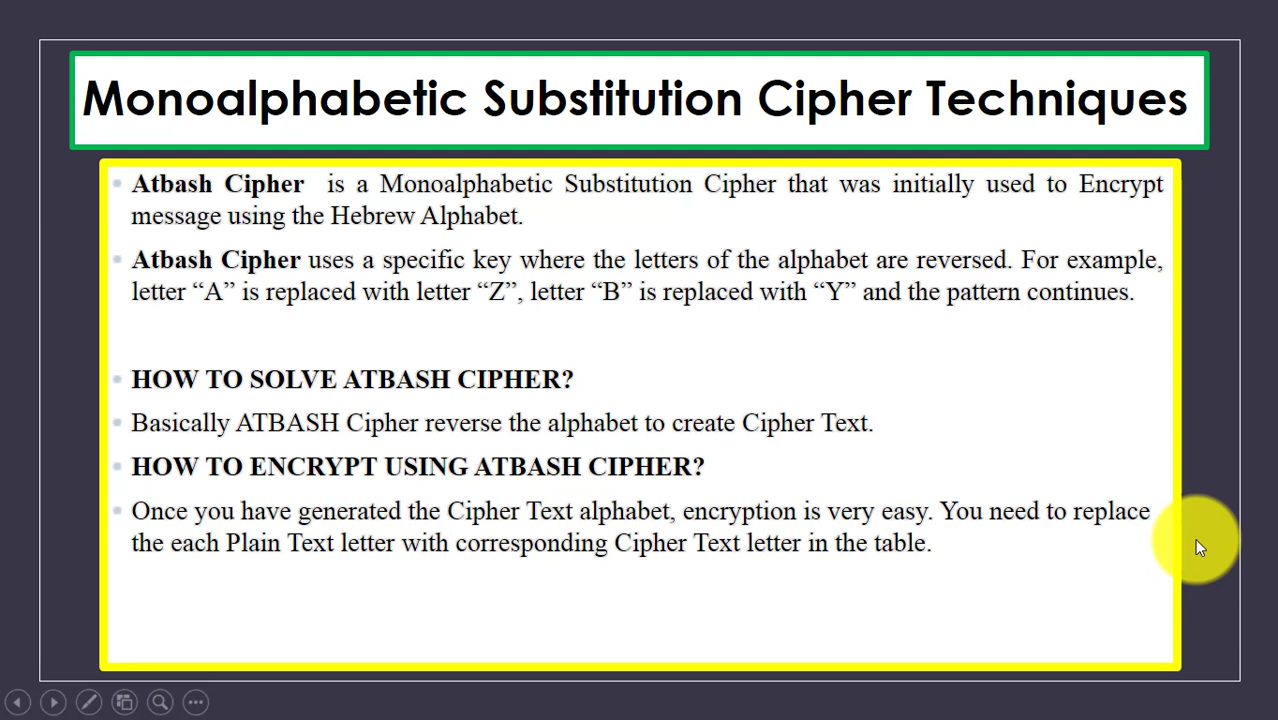 Monoalphabetic Substitution Cipher Techniques
Atbash Cipher is a Monoalphabetic Substitution Cipher that was initially used to Encrypt
message using the Hebrew Alphabet.
Atbash Cipher uses a specific key where the letters of the alphabet are reversed. For example,
letter “A” is replaced with letter “Z”, letter “B” is replaced with “Y” and the pattern continues.
HOW TO SOLVE ATBASH CIPHER?
Basically ATBASH Cipher reverse the alphabet to create Cipher Text.
HOW TO ENCRYPT USING ATBASH CIPHER?
Once you have generated the Cipher Text alphabet, encryption is very easy. You need to replace
the each Plain Text letter with corresponding Cipher Text letter in the table.